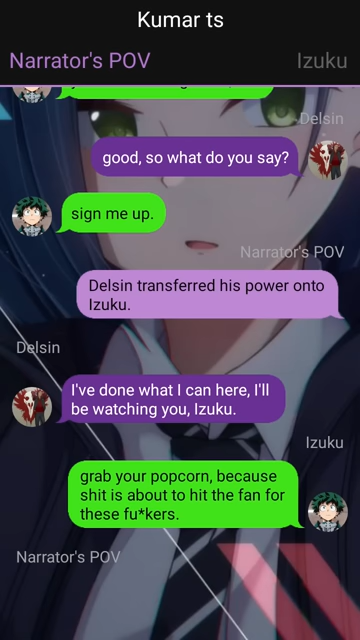 Kumar ts
Narrator's POV
Izuku
Delsin
good, so what do you say?
sign me up.
Narrator's POV
Delsin transferred his power onto
Izuku.
Delsin
I've done what I can here, I'll
be watching you, Izuku.
Izuku
grab your popcorn, because
shit is about to hit the fan for
these fu*kers.
Narrator's POV